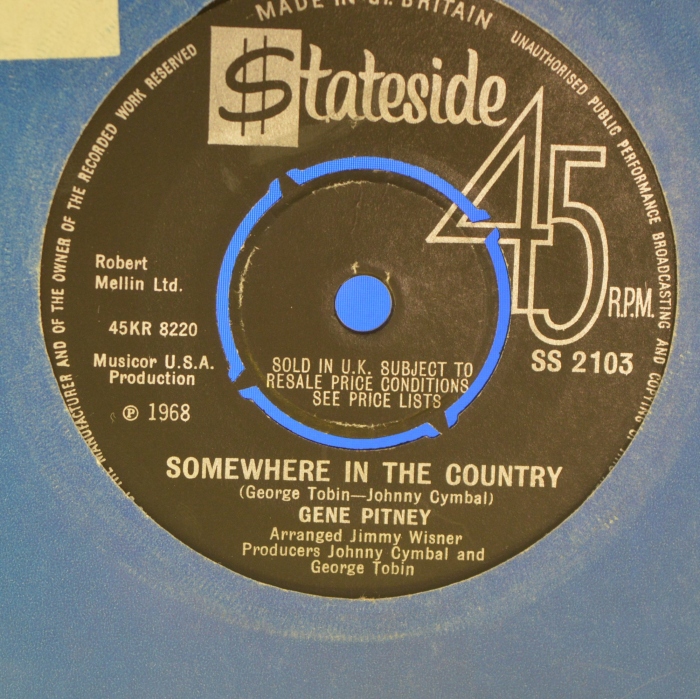 MADE IN GT. BRITAIN
UNAUTHORISED PUBLIC PERFORMANCE BROADCASTING AND COPYING
THE MANUFACTURER AND OF THE OWNER OF THE RECORDED WORK RESERVED
$tateside
45
R.P.M.
SS 2103
Robert
Mellin Ltd.
45KR 8220
Musicor U.S.A.
Production
℗ 1968
SOLD IN U.K. SUBJECT TO
RESALE PRICE CONDITIONS
SEE PRICE LISTS
SOMEWHERE IN THE COUNTRY
(George Tobin—Johnny Cymbal)
GENE PITNEY
Arranged Jimmy Wisner
Producers Johnny Cymbal and
George Tobin